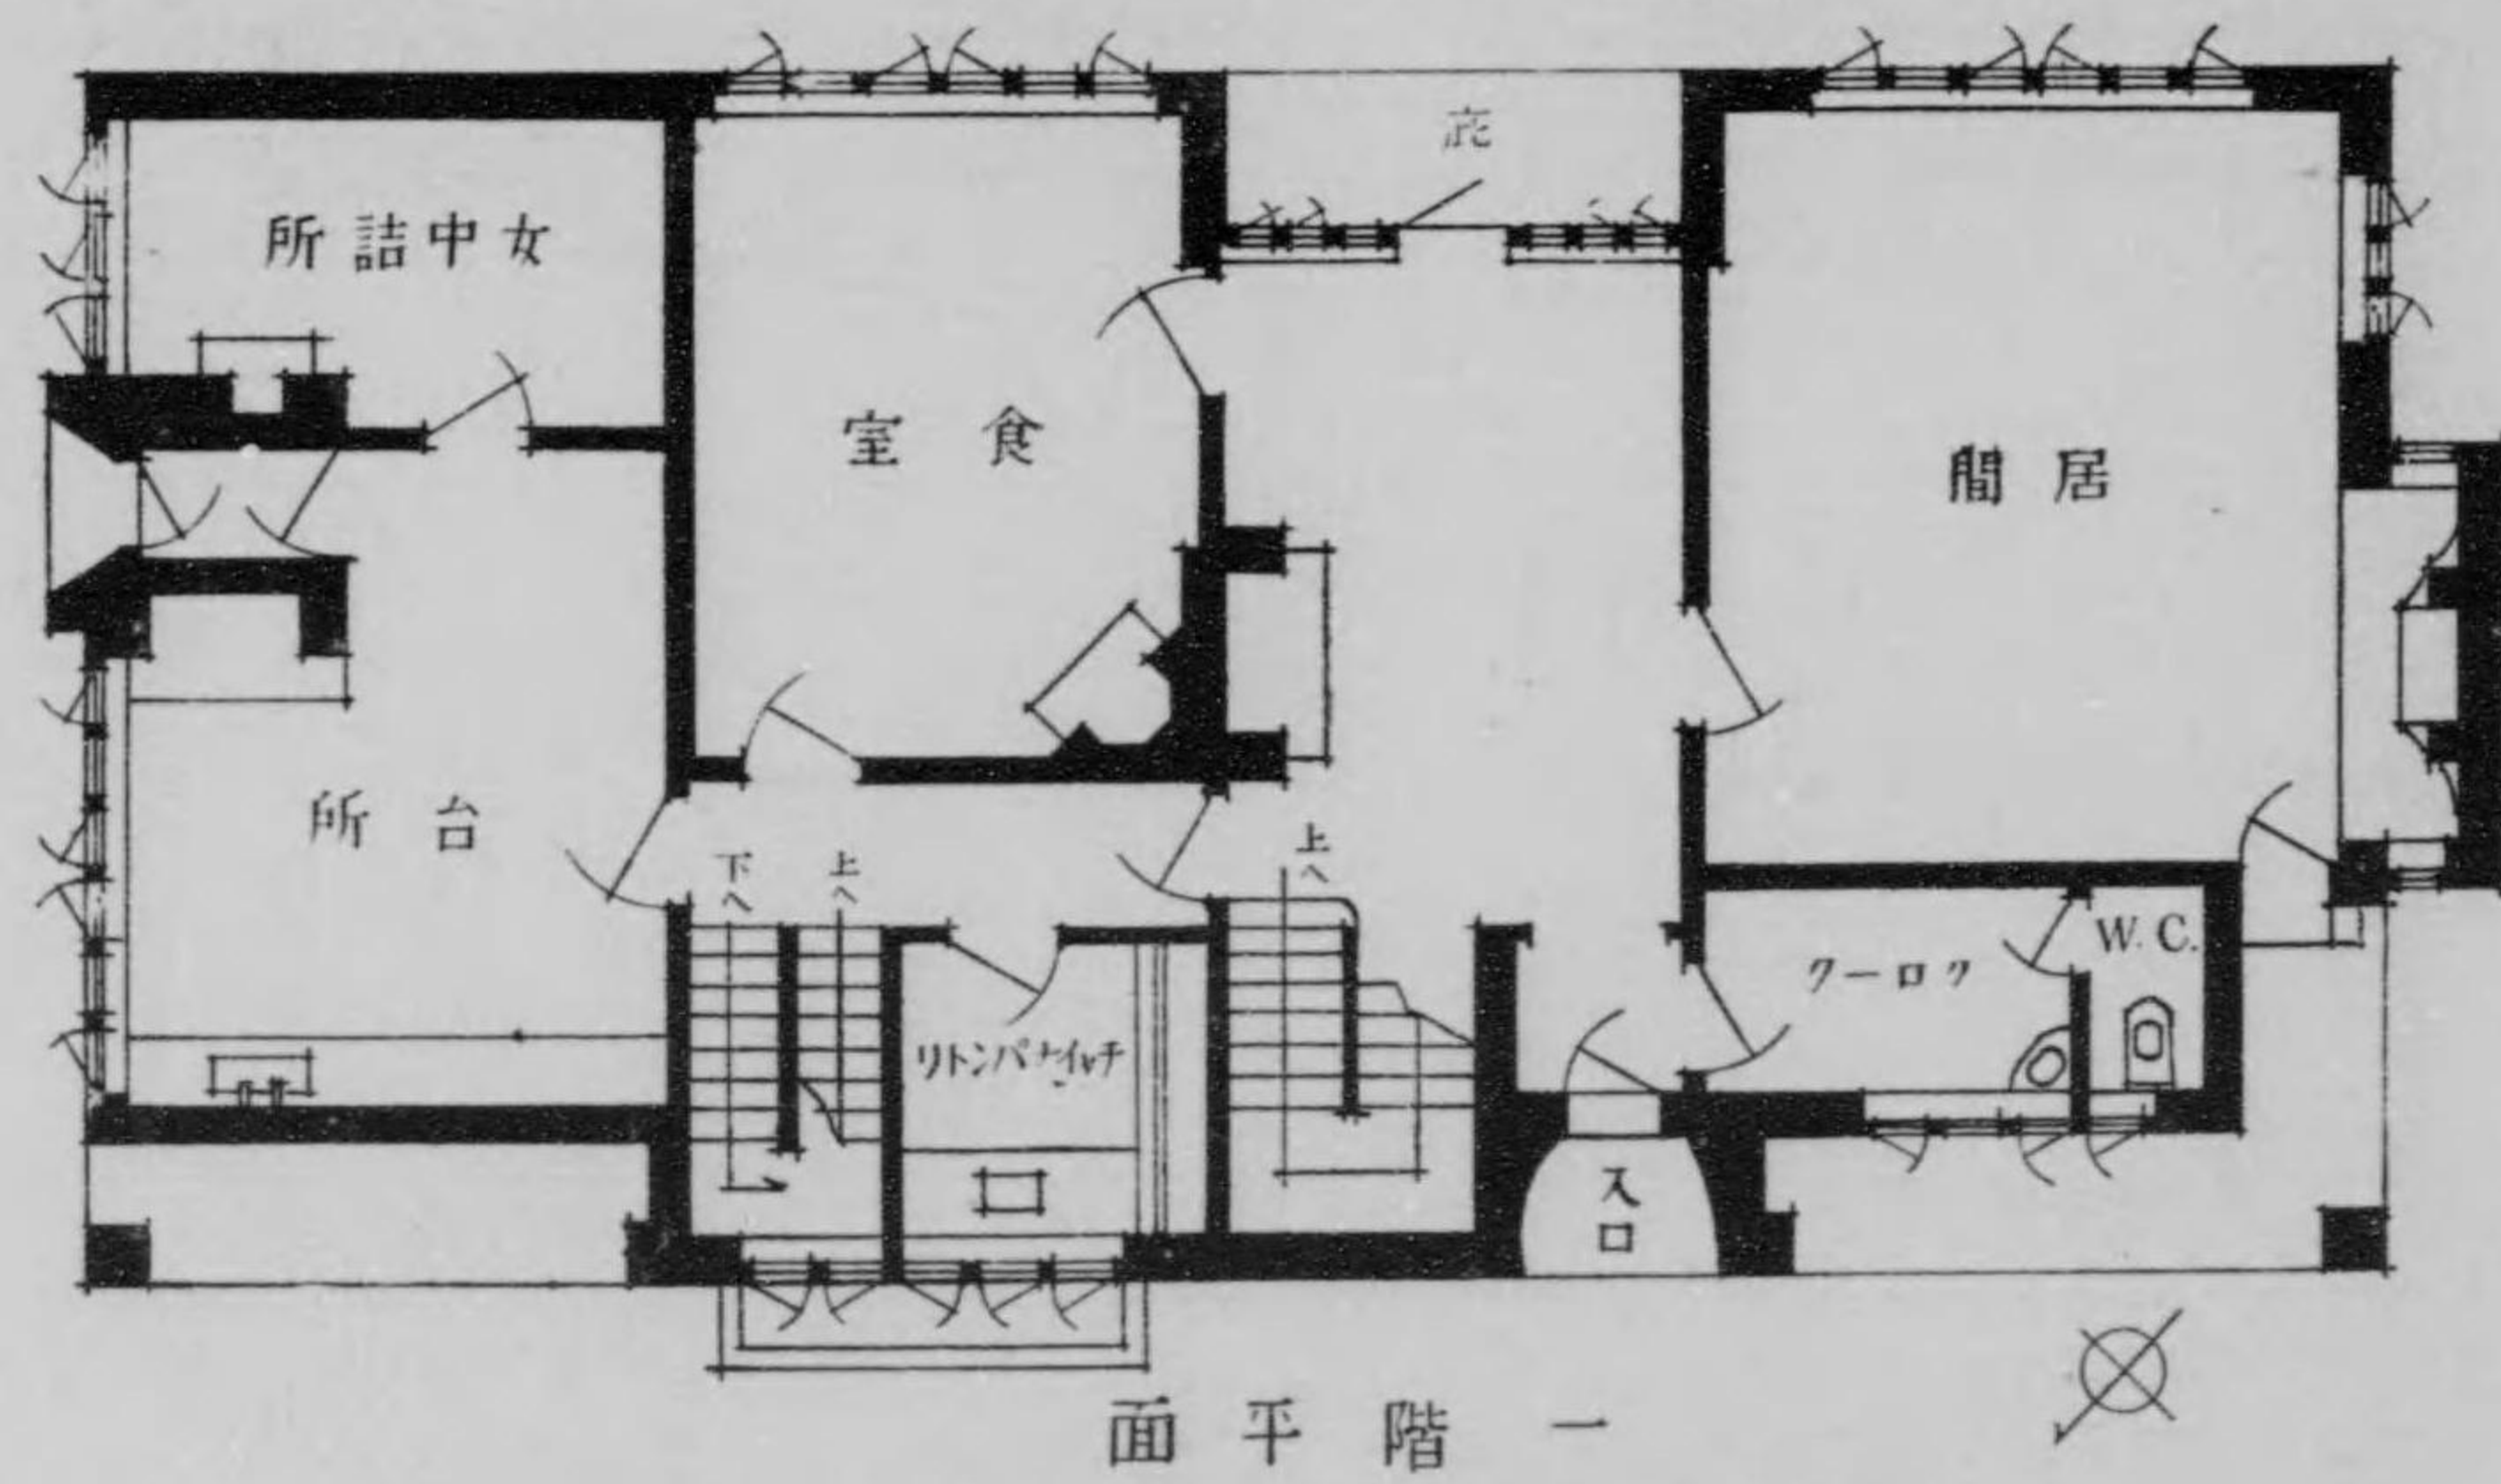 庇
女中詰所
食室
居間
台所
下へ
上へ
上へ
W.C.
クローク
チャイナパントリ
入口
一階平面